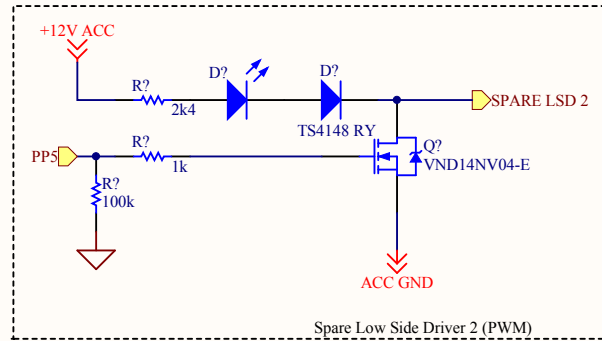 +12V ACC
R?
2k4
D?
D?
TS4148 RY
SPARE LSD 2
PP5
R?
1k
Q?
VND14NV04-E
R?
100k
ACC GND
Spare Low Side Driver 2 (PWM)